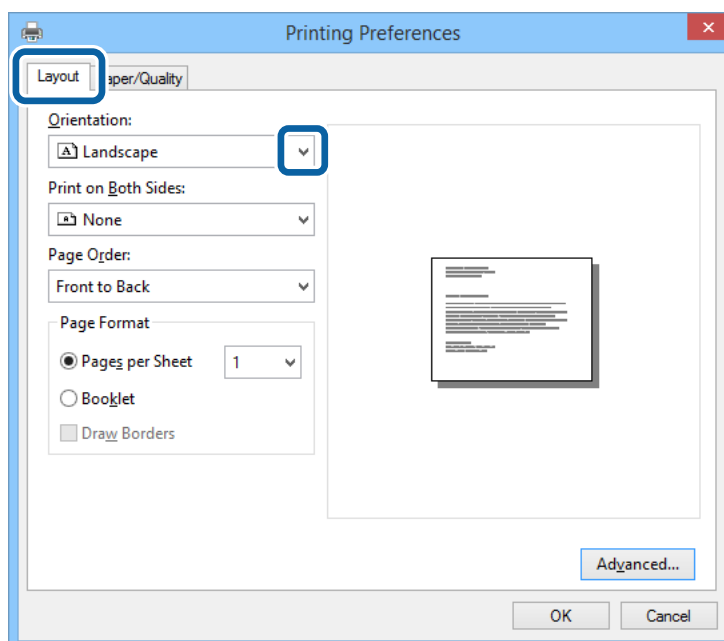 Printing Preferences
Layout
aper/Quality
Orientation:
Landscape
Print on Both Sides:
None
Page Order:
Front to Back
Page Format
Pages per Sheet 1
Booklet
Draw Borders
Advanced...
OK Cancel